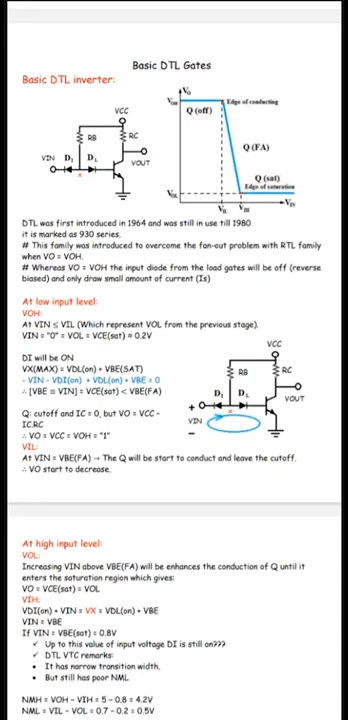 Basic DTL Gates
Basic DTL inverter:
VCC
RB
RC
VIN
DI
DL
VOUT
x
Vo
VOH
Edge of conducting
Q (off)
Q (FA)
Q (sat)
Edge of saturation
VOL
VIL
VIH
VIN
DTL was first introduced in 1964 and was still in use till 1980
it is marked as 930 series.
# This family was introduced to overcome the fan-out problem with RTL family
when VO = VOH.
# Whereas VO = VOH the input diode from the load gates will be off (reverse
biased) and only draw small amount of current (Is)
At low input level:
VOH:
At VIN ≤ VIL (Which represent VOL from the previous stage).
VIN = "0" = VOL = VCE(sat) ≈ 0.2V
DI will be ON
VX(MAX) = VDL(on) + VBE(SAT)
- VIN - VDI(on) + VDL(on) + VBE = 0
∴ [VBE ≡ VIN] = VCE(sat) < VBE(FA)
Q: cutoff and IC = 0, but VO = VCC -
IC.RC
∴ VO = VCC = VOH = "1"
VCC
RB
RC
DI
DL
VOUT
+
x
VIN
-
VIL:
At VIN = VBE(FA) → The Q will be start to conduct and leave the cutoff.
∴ VO start to decrease.
At high input level:
VOL:
Increasing VIN above VBE(FA) will be enhances the conduction of Q until it
enters the saturation region which gives:
VO = VCE(sat) = VOL
VIH:
VDI(on) + VIN = VX = VDL(on) + VBE
VIN = VBE
If VIN = VBE(sat) = 0.8V
✓ Up to this value of input voltage DI is still on???
✓ DTL VTC remarks:
• It has narrow transition width.
• But still has poor NML
NMH = VOH - VIH = 5 - 0.8 = 4.2V
NML = VIL - VOL = 0.7 - 0.2 = 0.5V